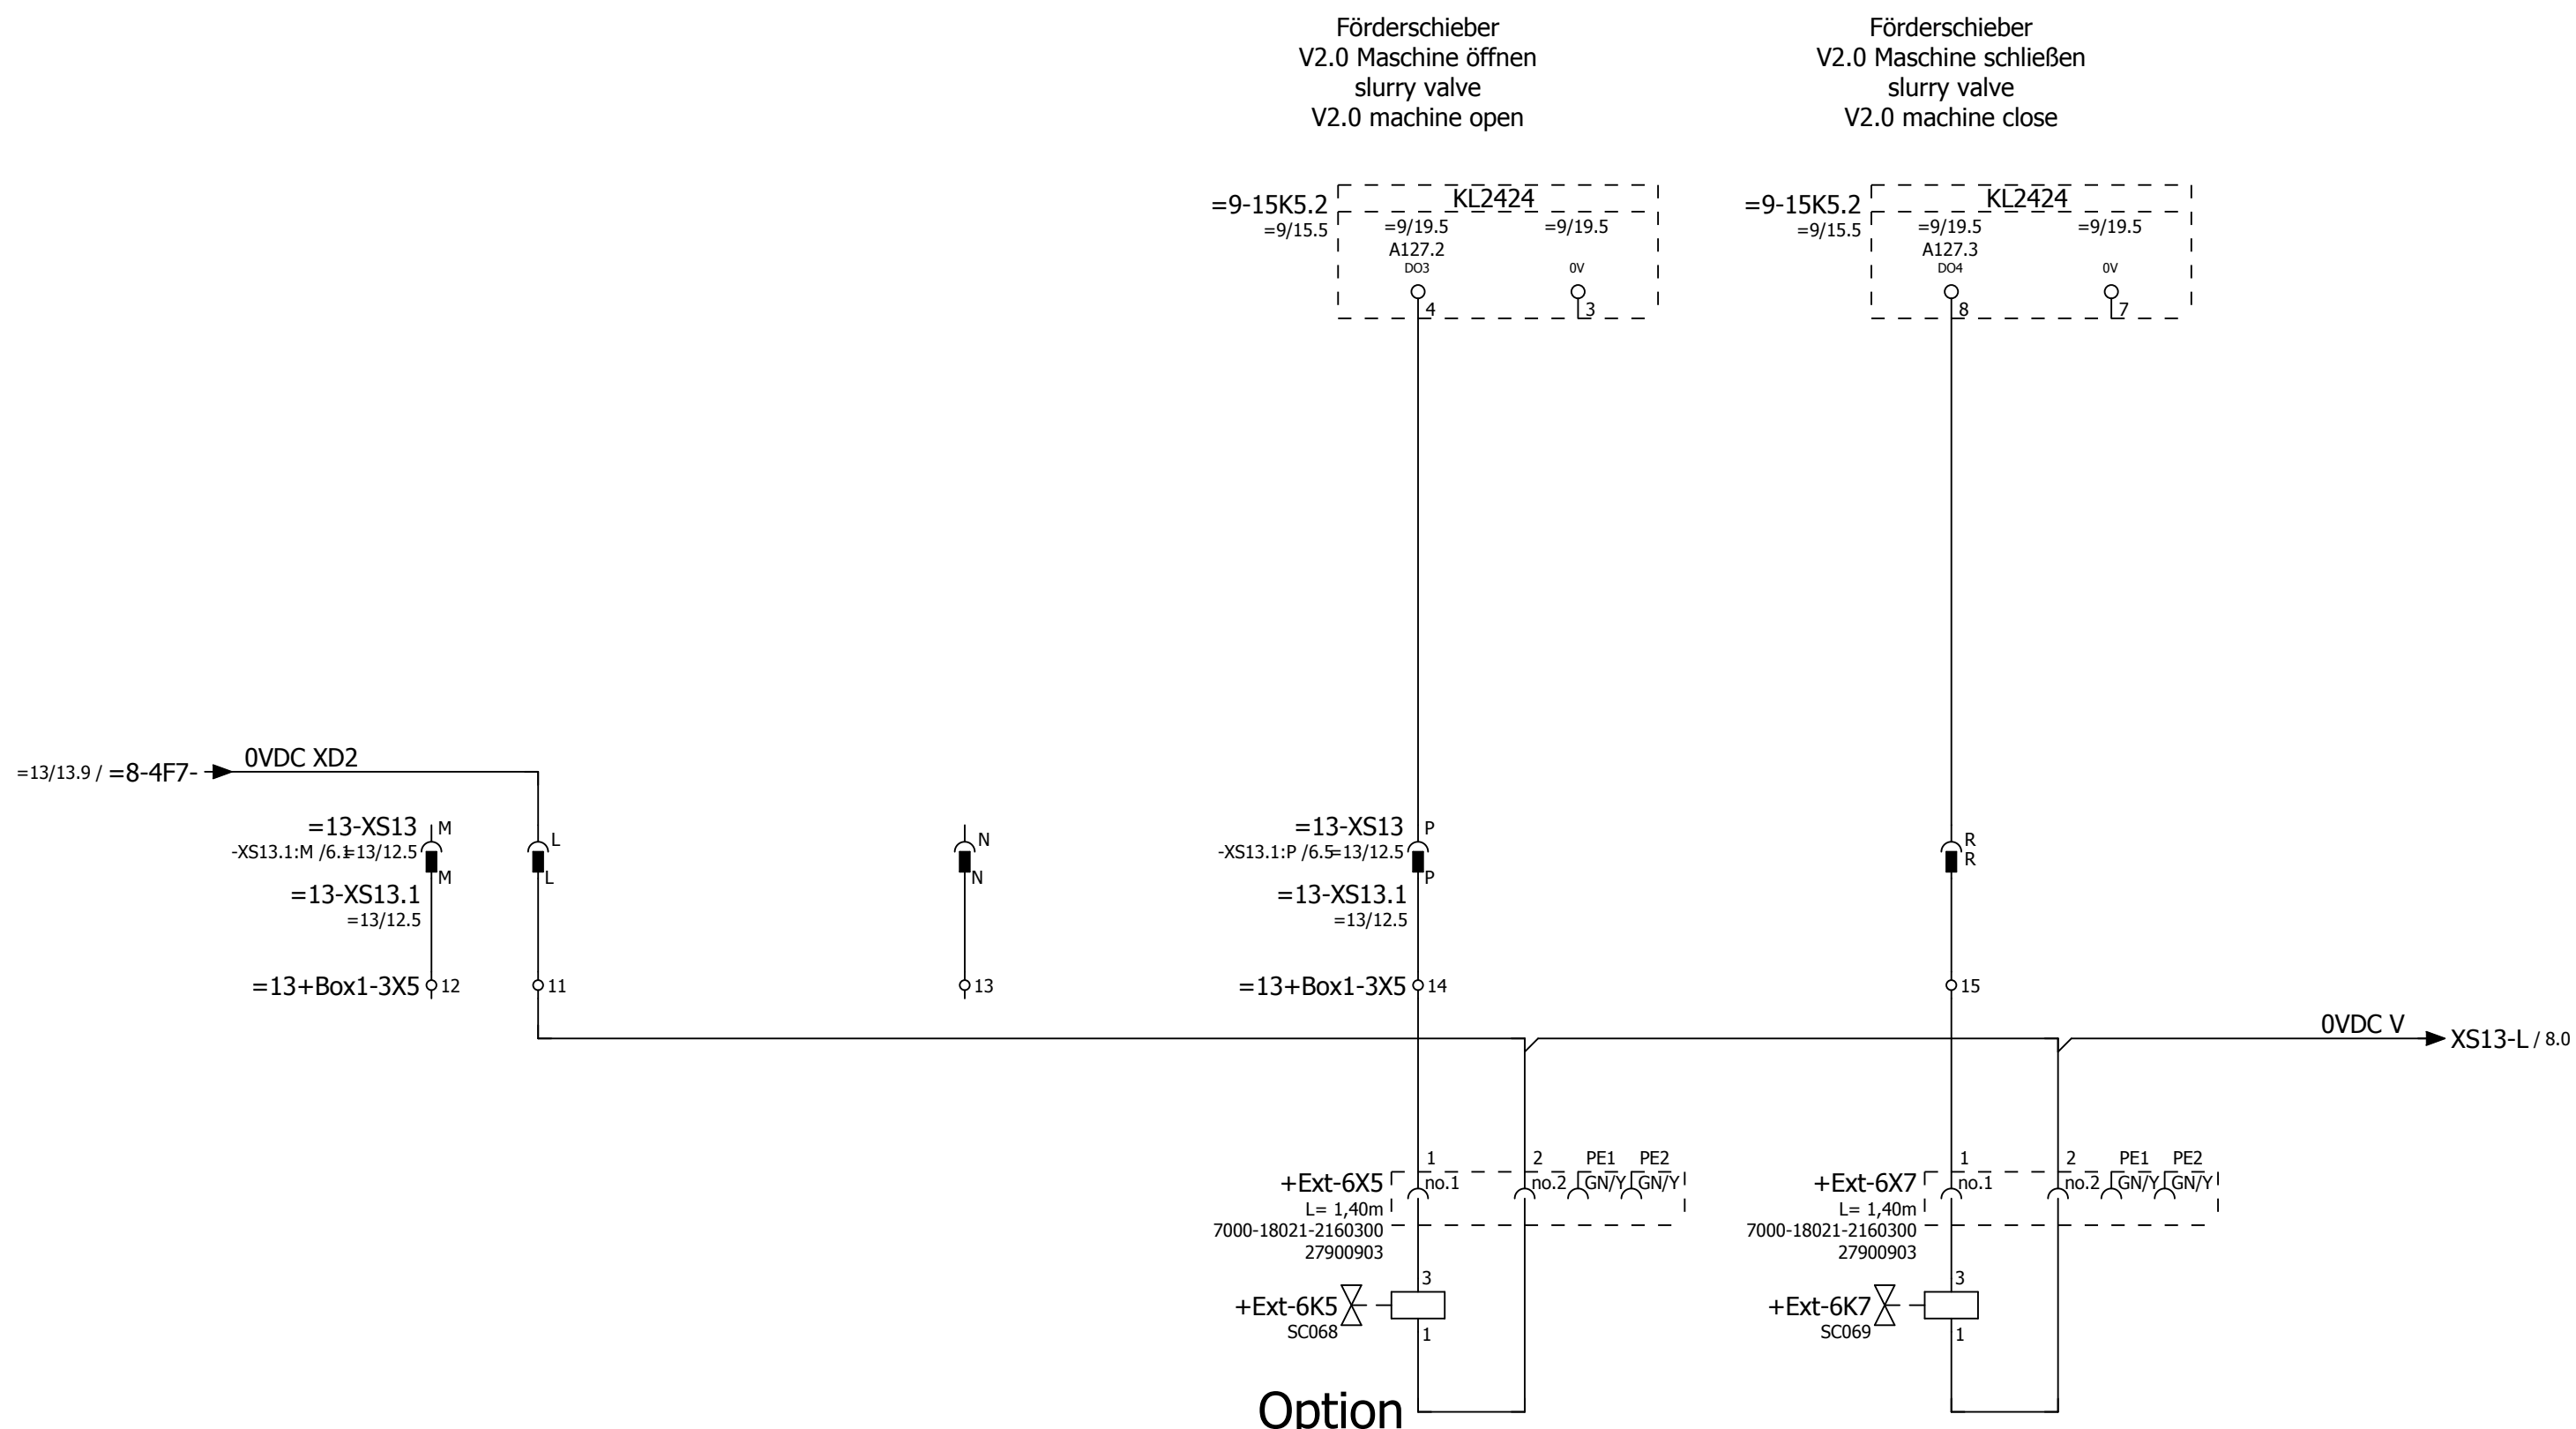 Förderschieber
V2.0 Maschine öffnen
slurry valve
V2.0 machine open
Förderschieber
V2.0 Maschine schließen
slurry valve
V2.0 machine close
=9-15K5.2
=9/15.5
KL2424
=9/19.5 =9/19.5
A127.2
DO3 0V
4 3
=9-15K5.2
=9/15.5
KL2424
=9/19.5 =9/19.5
A127.3
DO4 0V
8 7
=13/13.9 / =8-4F7-
0VDC XD2
=13-XS13 M
-XS13.1:M /6.1 =13/12.5
M
=13-XS13.1
=13/12.5
L
L
N
N
=13-XS13 P
-XS13.1:P /6.5 =13/12.5
P
=13-XS13.1
=13/12.5
R
R
=13+Box1-3X5 12
11
13
=13+Box1-3X5 14
15
0VDC V
XS13-L / 8.0
1 2 PE1 PE2
+Ext-6X5 no.1 no.2 GN/Y GN/Y
L= 1,40m
7000-18021-2160300
27900903
3
+Ext-6K5
SC068
1
1 2 PE1 PE2
+Ext-6X7 no.1 no.2 GN/Y GN/Y
L= 1,40m
7000-18021-2160300
27900903
3
+Ext-6K7
SC069
1
Option